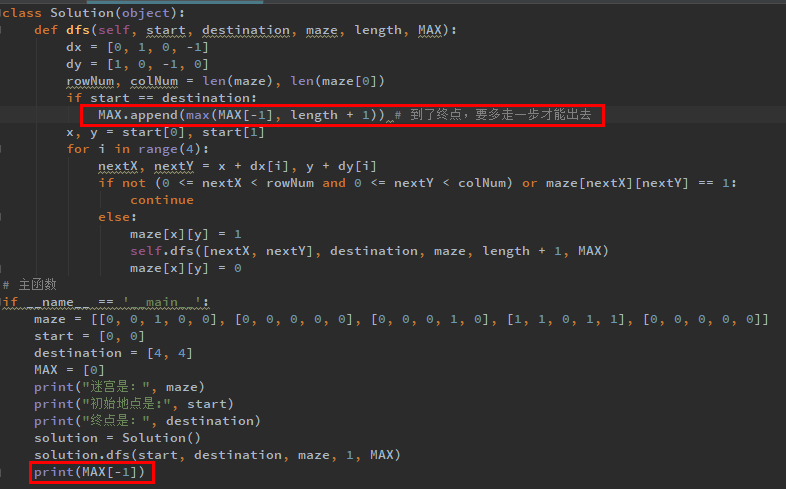 class Solution(object):
    def dfs(self, start, destination, maze, length, MAX):
        dx = [0, 1, 0, -1]
        dy = [1, 0, -1, 0]
        rowNum, colNum = len(maze), len(maze[0])
        if start == destination:
            MAX.append(max(MAX[-1], length + 1)) # 到了终点，要多走一步才能出去
        x, y = start[0], start[1]
        for i in range(4):
            nextX, nextY = x + dx[i], y + dy[i]
            if not (0 <= nextX < rowNum and 0 <= nextY < colNum) or maze[nextX][nextY] == 1:
                continue
            else:
                maze[x][y] = 1
                self.dfs([nextX, nextY], destination, maze, length + 1, MAX)
                maze[x][y] = 0
# 主函数
if __name__ == '__main__':
    maze = [[0, 0, 1, 0, 0], [0, 0, 0, 0, 0], [0, 0, 0, 1, 0], [1, 1, 0, 1, 1], [0, 0, 0, 0, 0]]
    start = [0, 0]
    destination = [4, 4]
    MAX = [0]
    print("迷宫是：", maze)
    print("初始地点是:", start)
    print("终点是：", destination)
    solution = Solution()
    solution.dfs(start, destination, maze, 1, MAX)
    print(MAX[-1])